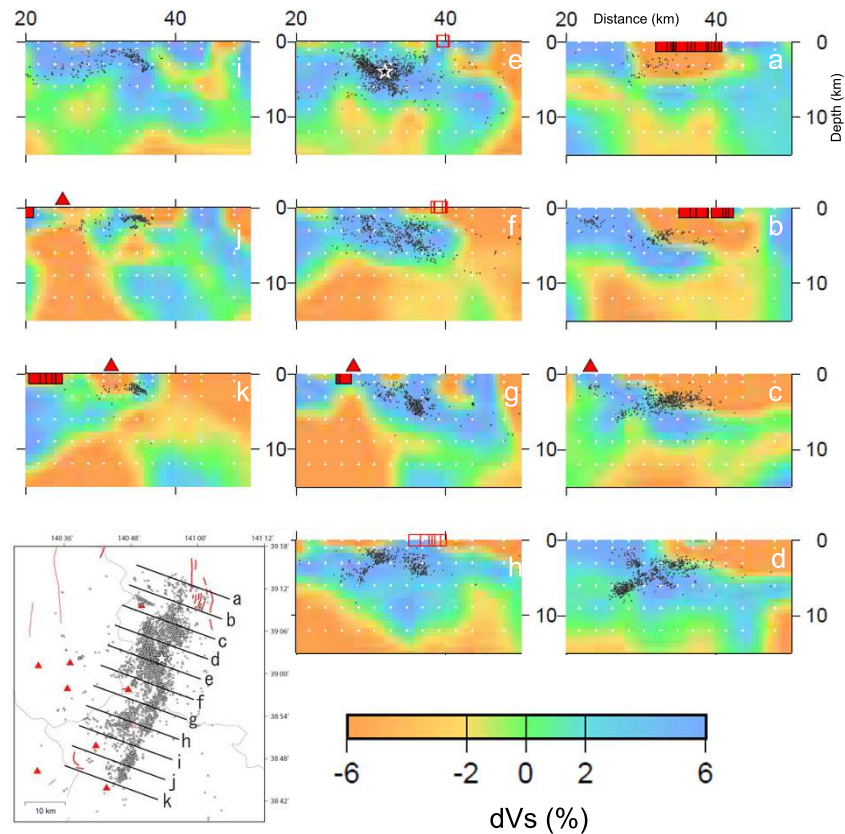 20 40 40 20 Distance (km) 40
0 0 0
i e a
10 10 10
Depth (km)
0 0 0
j f b
10 10 10
0 0 0
k g c
10 10 10
140 36' 140 48' 141 00' 141 12'
39 18'
39 12'
39 06'
39 00'
38 54'
38 48'
38 42'
a
b
c
d
e
f
g
h
i
j
k
10 km
0 0
h d
10 10
-6 -2 0 2 6
dVs (%)